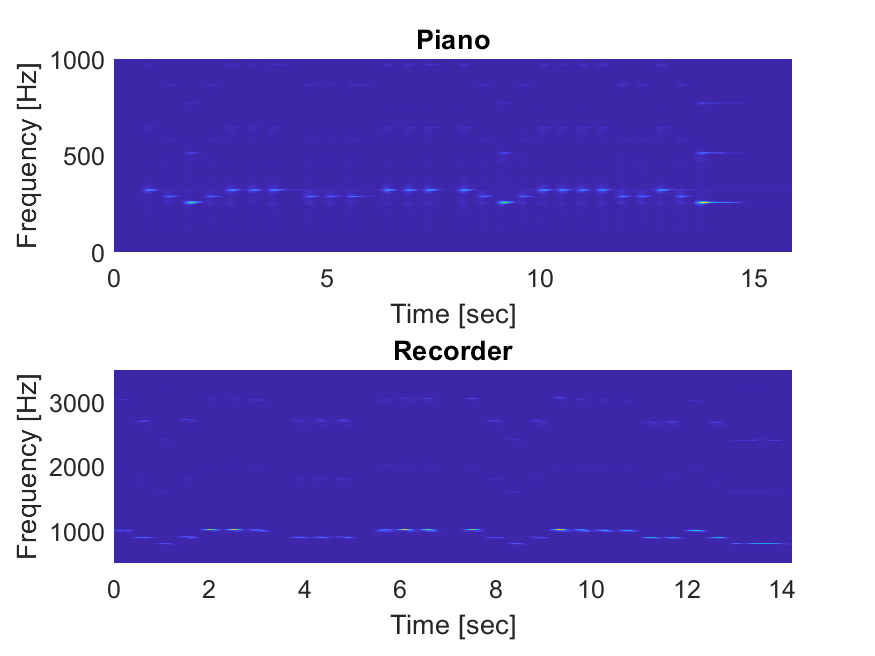 Piano
1000
500
0
Frequency [Hz]
0 5 10 15
Time [sec]
Recorder
3000
2000
1000
Frequency [Hz]
0 2 4 6 8 10 12 14
Time [sec]